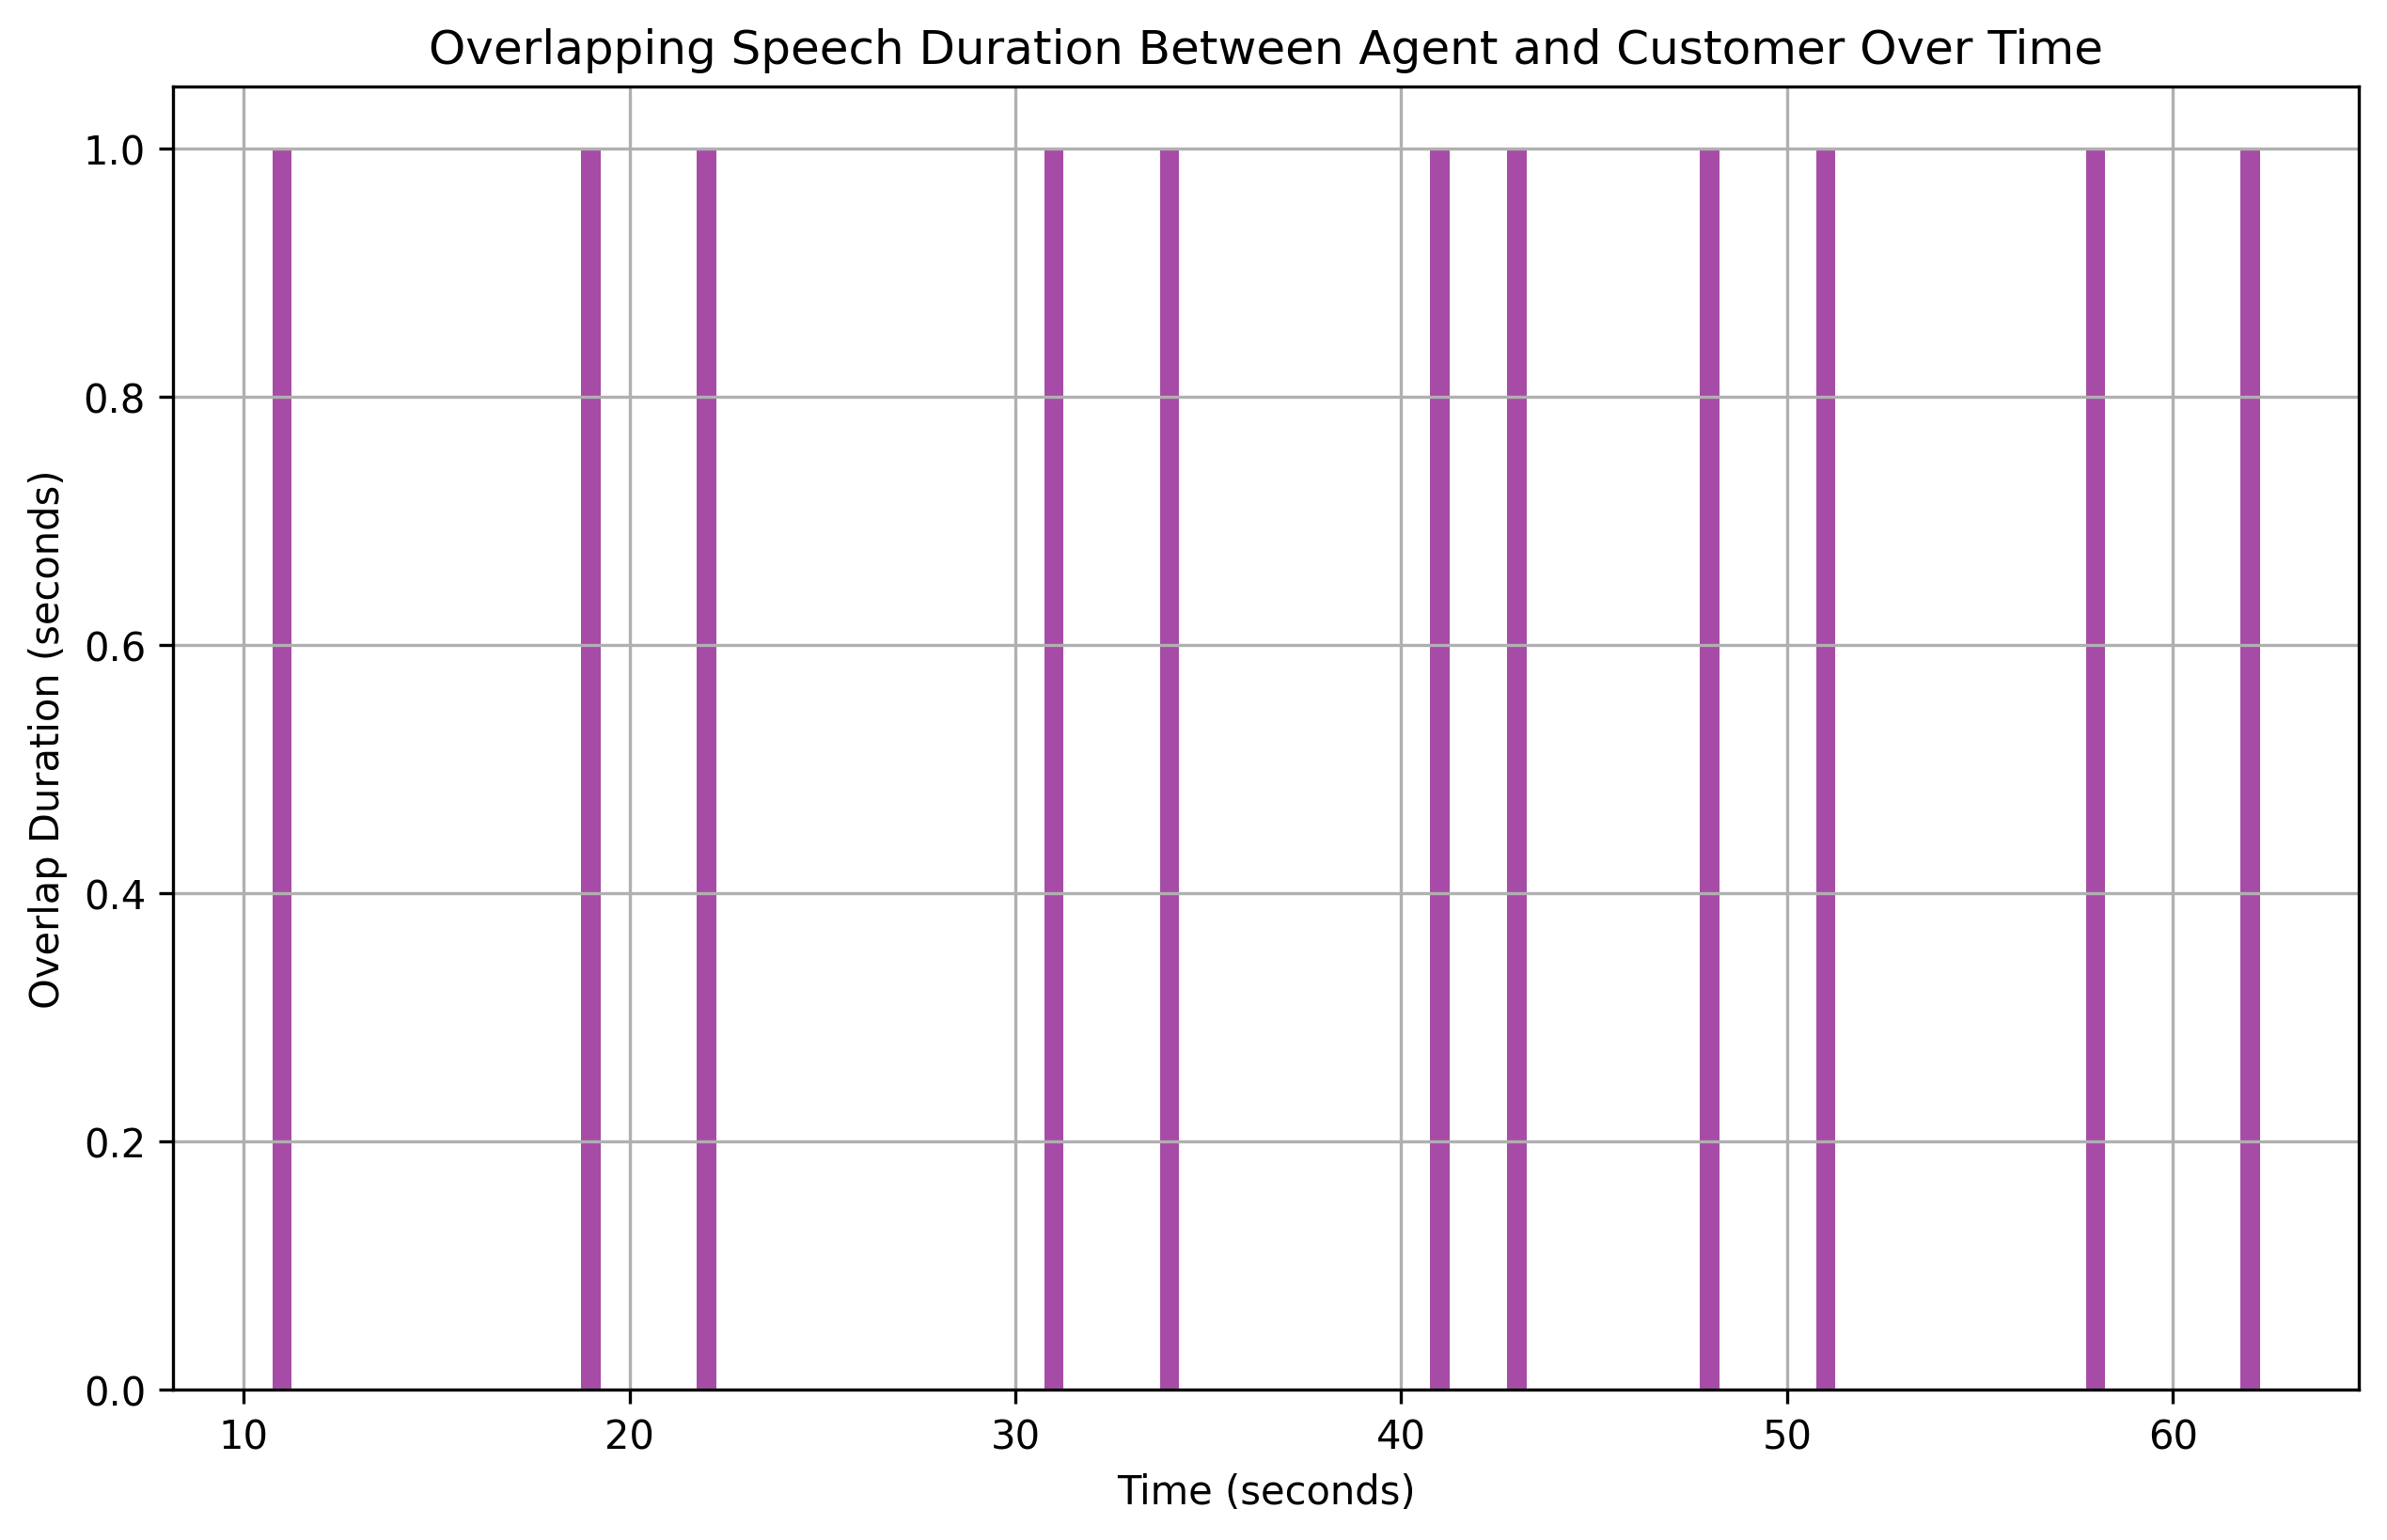 Overlapping Speech Duration Between Agent and Customer Over Time
Overlap Duration (seconds)
1.0
0.8
0.6
0.4
0.2
0.0
10 20 30 40 50 60
Time (seconds)